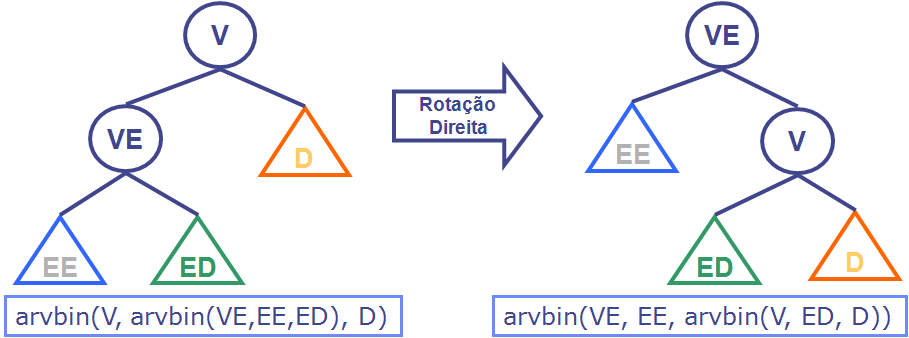 V
VE
D
EE
ED
arvbin(V, arvbin(VE,EE,ED), D)
Rotação
Direita
VE
EE
V
ED
D
arvbin(VE, EE, arvbin(V, ED, D))